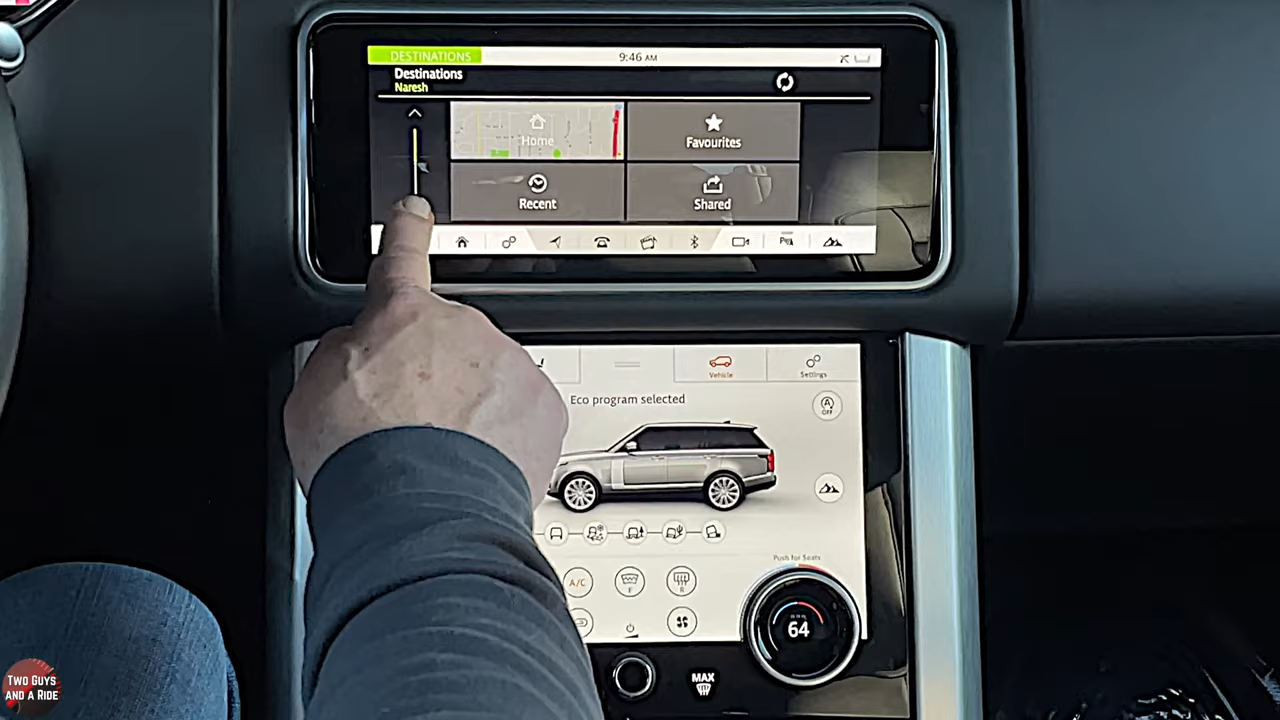 DESTINATIONS
9:46 AM
Destinations
Naresh
Home
Favourites
Recent
Shared
Vehicle
Settings
Eco program selected
OFF
Push for Seats
A/C
F
R
64
MAX
TWO GUYS
AND A RIDE